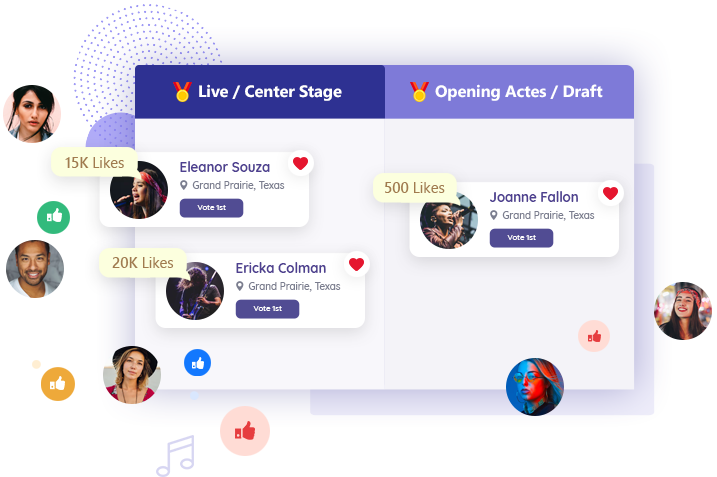 Live / Center Stage
Opening Actes / Draft
15K Likes
Eleanor Souza
Grand Prairie, Texas
Vote 1st
20K Likes
Ericka Colman
Grand Prairie, Texas
Vote 1st
500 Likes
Joanne Fallon
Grand Prairie, Texas
Vote 1st